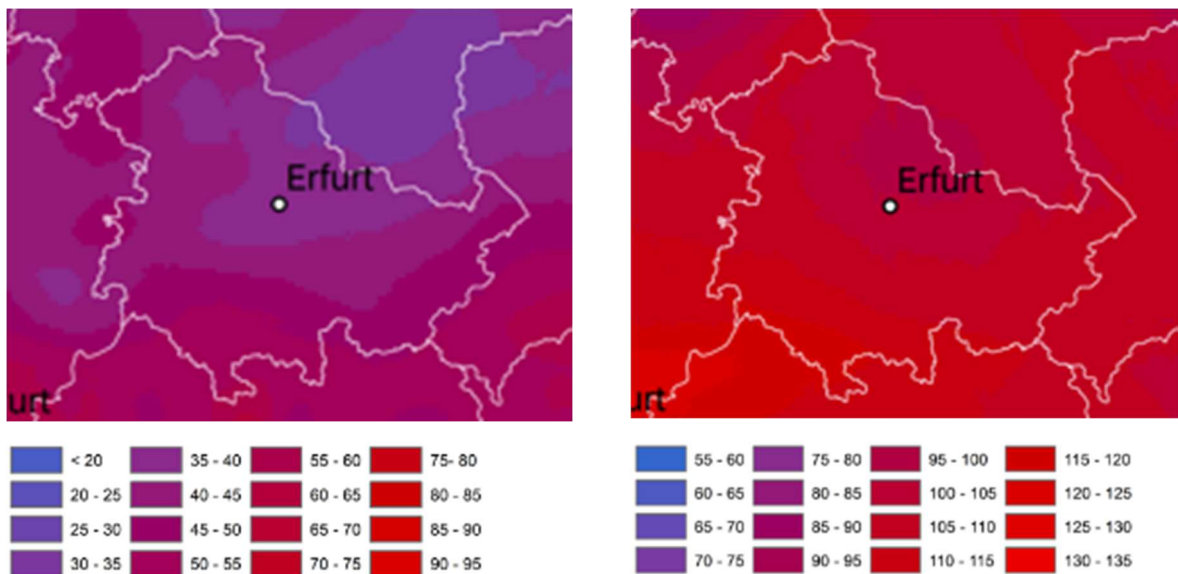 Erfurt
urt
< 20 35 - 40 55 - 60 75- 80
20 - 25 40 - 45 60 - 65 80 - 85
25 - 30 45 - 50 65 - 70 85 - 90
30 - 35 50 - 55 70 - 75 90 - 95
Erfurt
urt
55 - 60 75 - 80 95 - 100 115 - 120
60 - 65 80 - 85 100 - 105 120 - 125
65 - 70 85 - 90 105 - 110 125 - 130
70 - 75 90 - 95 110 - 115 130 - 135